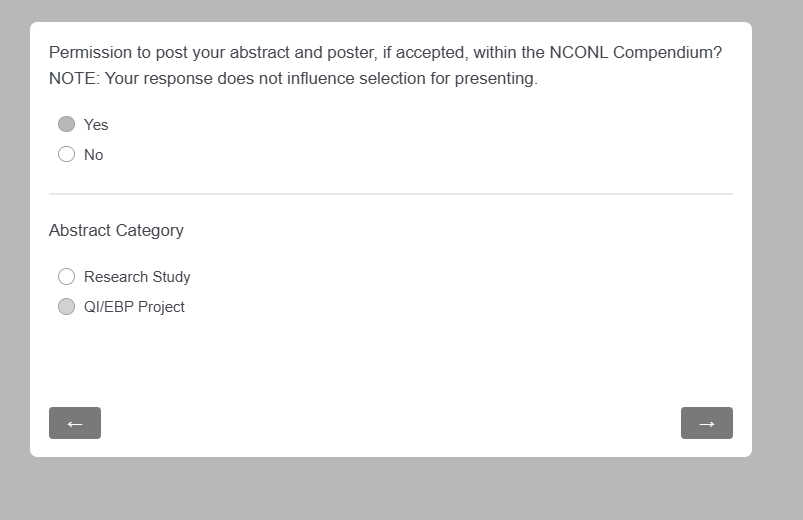 Permission to post your abstract and poster, if accepted, within the NCONL Compendium?
NOTE: Your response does not influence selection for presenting.
Yes
No
Abstract Category
Research Study
QI/EBP Project
←
→